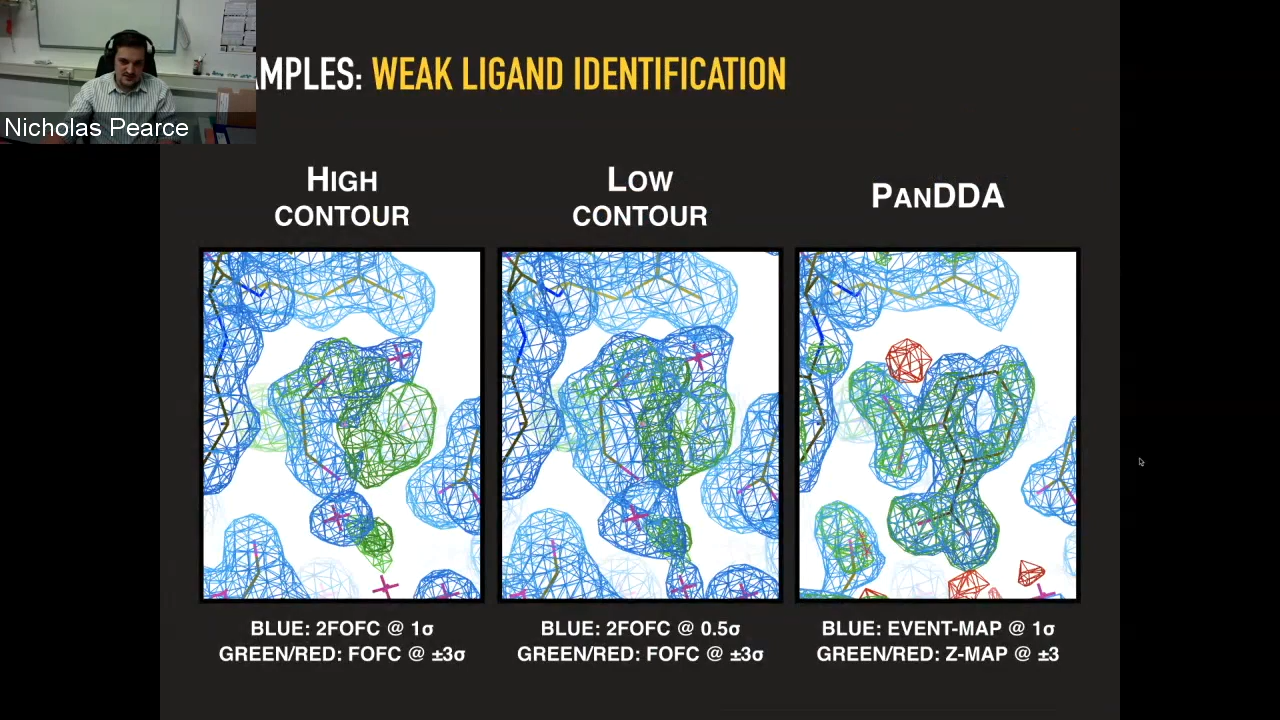 AMPLES: WEAK LIGAND IDENTIFICATION
Nicholas Pearce
HIGH
CONTOUR
LOW
CONTOUR
PANDDA
BLUE: 2FOFC @ 1σ
GREEN/RED: FOFC @ ±3σ
BLUE: 2FOFC @ 0.5σ
GREEN/RED: FOFC @ ±3σ
BLUE: EVENT-MAP @ 1σ
GREEN/RED: Z-MAP @ ±3